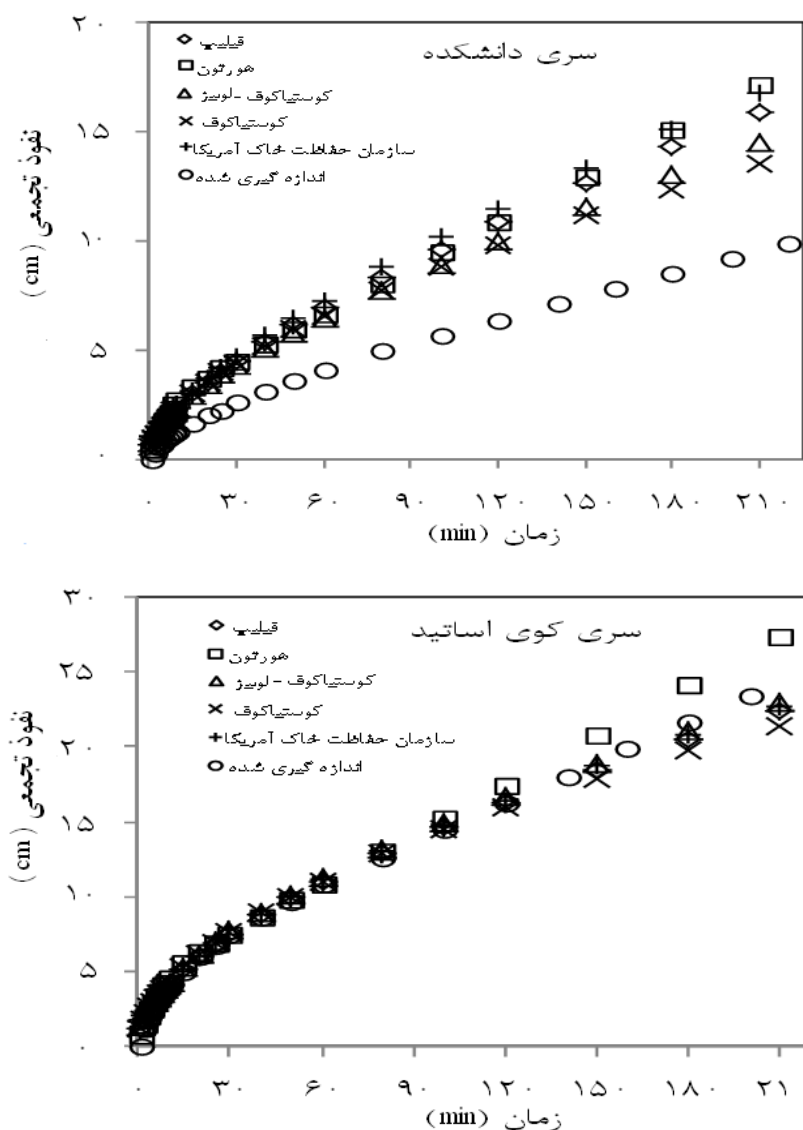 سری دانشکده
قیلیپ
هورتون
کوستیاکوف-لوییز
کوستیاکوف
سازمان حفاظت خاک آمریکا
اندازه گیری شده
نفوذ تجمعی (cm)
۲۰
۱۵
۱۰
۵
۰
۰ ۳۰ ۶۰ ۹۰ ۱۲۰ ۱۵۰ ۱۸۰ ۲۱۰
زمان (min)
سری کوی اساتید
قیلیپ
هورتون
کوستیاکوف-لوییز
کوستیاکوف
سازمان حفاظت خاک آمریکا
اندازه گیری شده
نفوذ تجمعی (cm)
۳۰
۲۵
۲۰
۱۵
۱۰
۵
۰
۰ ۳۰ ۶۰ ۹۰ ۱۲۰ ۱۵۰ ۱۸۰ ۲۱
زمان (min)